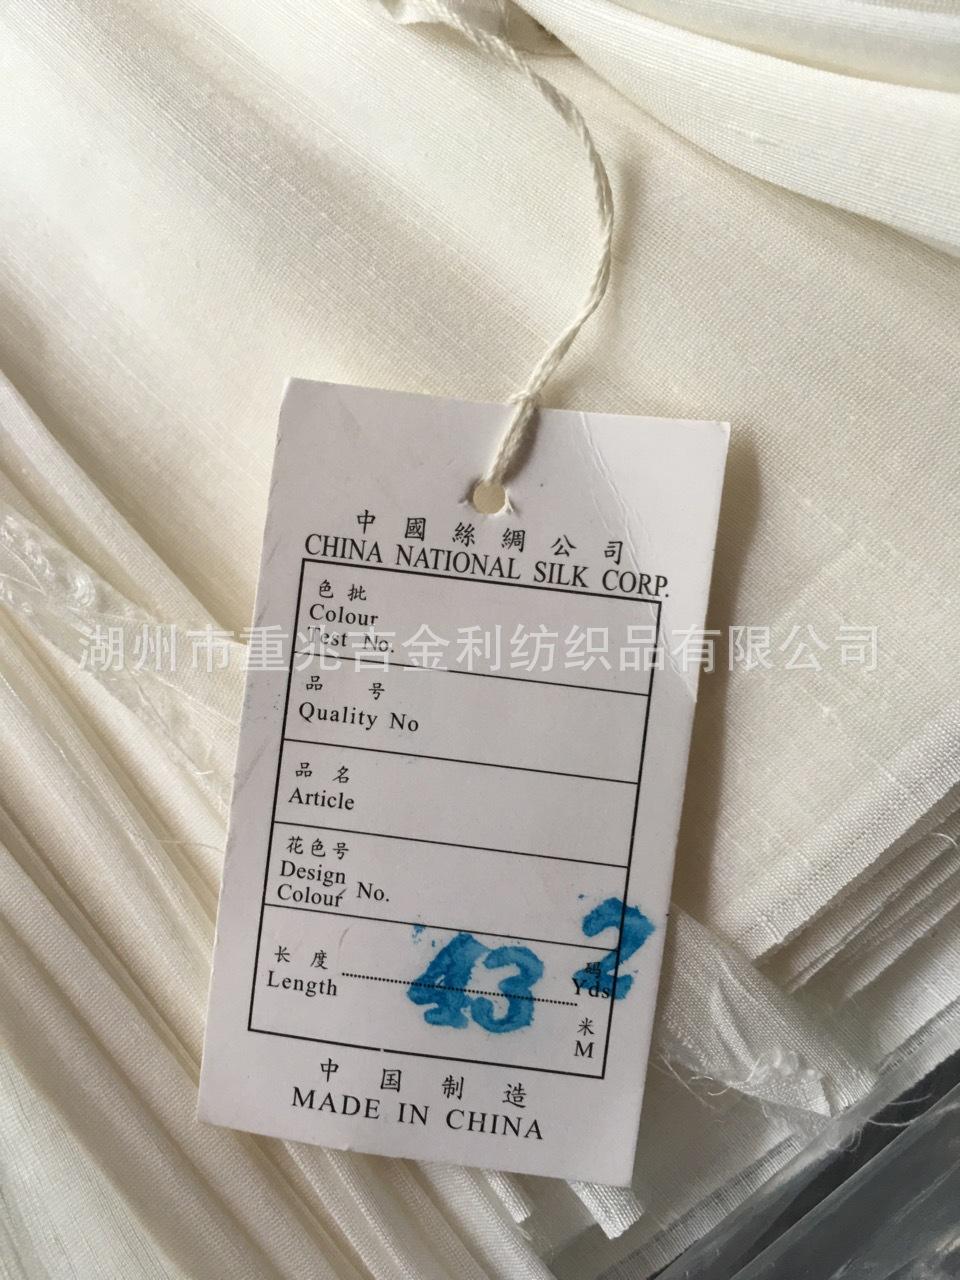 中國絲綢公司
CHINA NATIONAL SILK CORP.
色批
Colour
Test No.
湖州市重兆吉金利纺织品有限公司
品号
Quality No
品名
Article
花色号
Design
Colour No.
长度
Length
43 2
码
Yds
米
M
中国制造
MADE IN CHINA